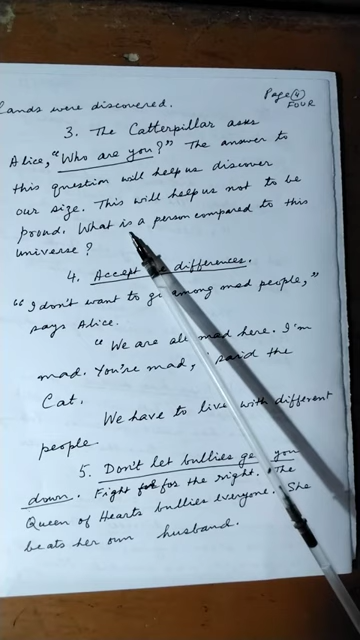 Page (4)
FOUR
lands were discovered.
3. The Catterpillar asks
Alice, "Who are you?" The answer to
this question will help us discover
our size. This will help us not to be
proud. What is a person compared to this
universe?
4. Accept differences.
"I don't want to go among mad people,"
says Alice.
"We are all mad here. I'm
mad. You're mad, said the
Cat.
We have to live with different
people.
5. Don't let bullies get you
down. Fight for the right. The
Queen of Hearts bullies everyone. She
beats her own husband.